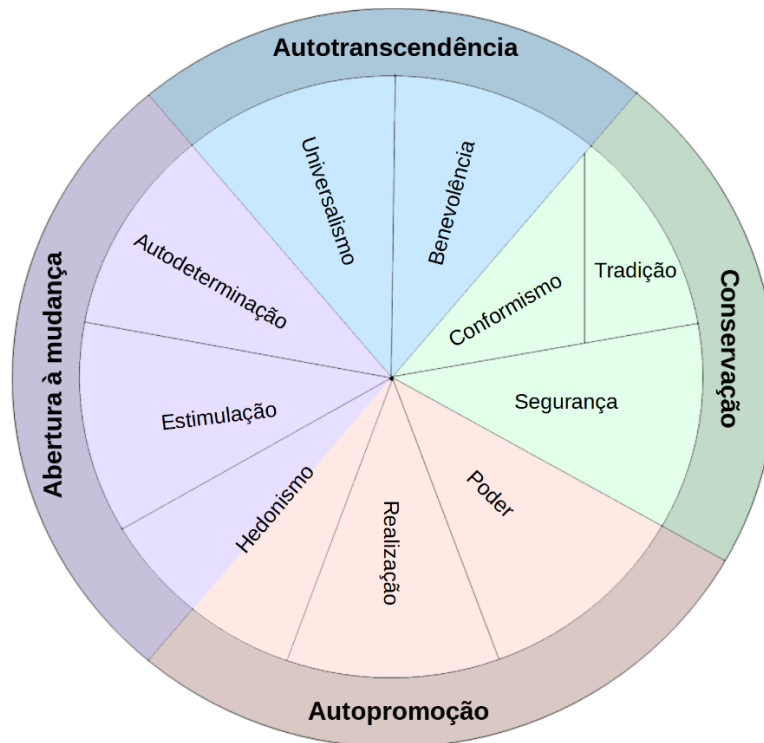 Autotranscendência
Universalismo
Benevolência
Autodeterminação
Conformismo
Tradição
Abertura à mudança
Conservação
Estimulação
Segurança
Hedonismo
Realização
Poder
Autopromoção